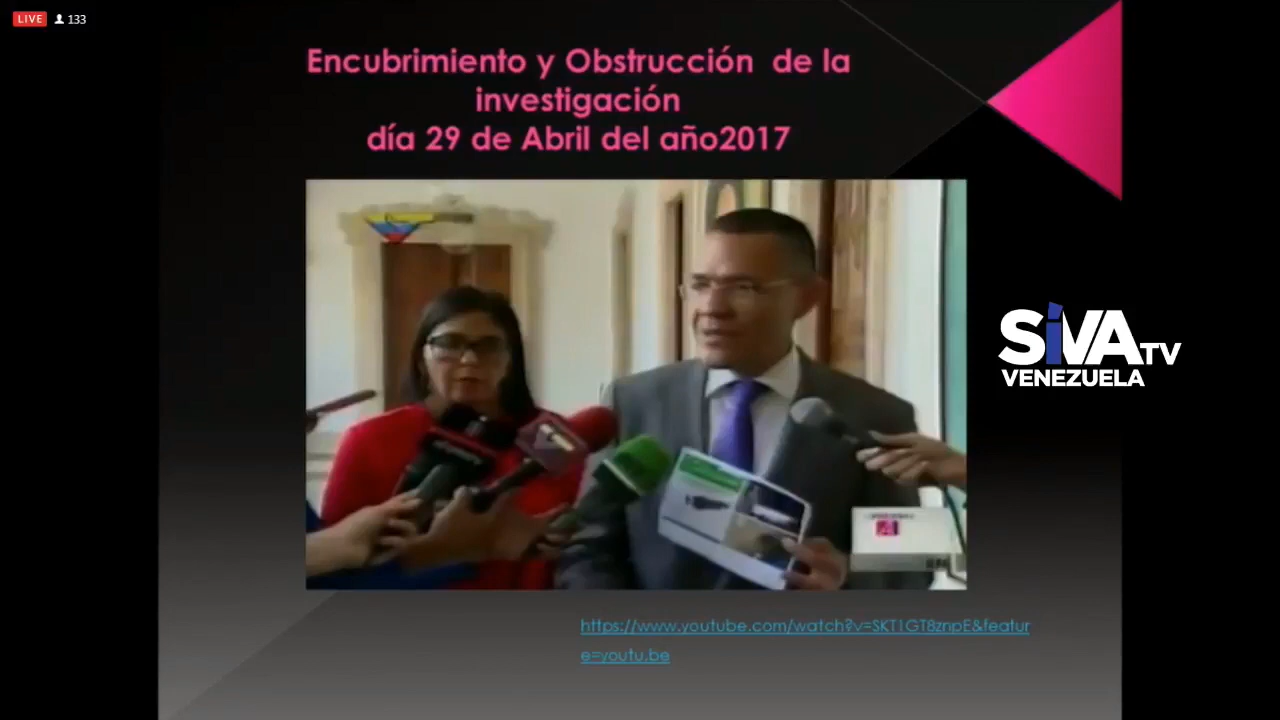 LIVE 133
Encubrimiento y Obstrucción de la
investigación
día 29 de Abril del año2017
SiVA TV
VENEZUELA
https://www.youtube.com/watch?v=SKT1GT8znpE&featur
e=youtu.be